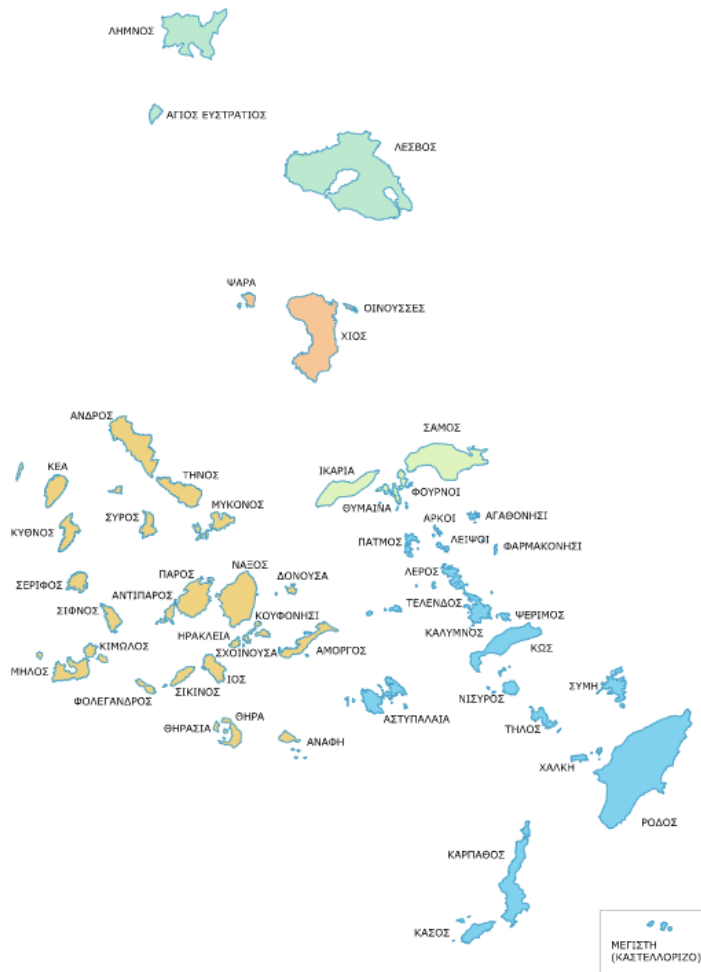 ΛΗΜΝΟΣ
ΑΓΙΟΣ ΕΥΣΤΡΑΤΙΟΣ
ΛΕΣΒΟΣ
ΨΑΡΑ
ΟΙΝΟΥΣΣΕΣ
ΧΙΟΣ
ΑΝΔΡΟΣ
ΣΑΜΟΣ
ΚΕΑ
ΤΗΝΟΣ
ΙΚΑΡΙΑ
ΦΟΥΡΝΟΙ
ΜΥΚΟΝΟΣ
ΘΥΜΑΙΝΑ
ΣΥΡΟΣ
ΑΡΚΟΙ
ΑΓΑΘΟΝΗΣΙ
ΚΥΘΝΟΣ
ΠΑΤΜΟΣ
ΛΕΙΨΟΙ
ΦΑΡΜΑΚΟΝΗΣΙ
ΝΑΞΟΣ
ΛΕΡΟΣ
ΠΑΡΟΣ
ΔΟΝΟΥΣΑ
ΣΕΡΙΦΟΣ
ΑΝΤΙΠΑΡΟΣ
ΤΕΛΕΝΔΟΣ
ΣΙΦΝΟΣ
ΚΟΥΦΟΝΗΣΙ
ΨΕΡΙΜΟΣ
ΗΡΑΚΛΕΙΑ
ΚΑΛΥΜΝΟΣ
ΚΙΜΩΛΟΣ
ΣΧΟΙΝΟΥΣΑ
ΑΜΟΡΓΟΣ
ΚΩΣ
ΜΗΛΟΣ
ΙΟΣ
ΣΙΚΙΝΟΣ
ΣΥΜΗ
ΦΟΛΕΓΑΝΔΡΟΣ
ΝΙΣΥΡΟΣ
ΘΗΡΑ
ΑΣΤΥΠΑΛΑΙΑ
ΘΗΡΑΣΙΑ
ΤΗΛΟΣ
ΑΝΑΦΗ
ΧΑΛΚΗ
ΡΟΔΟΣ
ΚΑΡΠΑΘΟΣ
ΚΑΣΟΣ
ΜΕΓΙΣΤΗ
(ΚΑΣΤΕΛΛΟΡΙΖΟ)